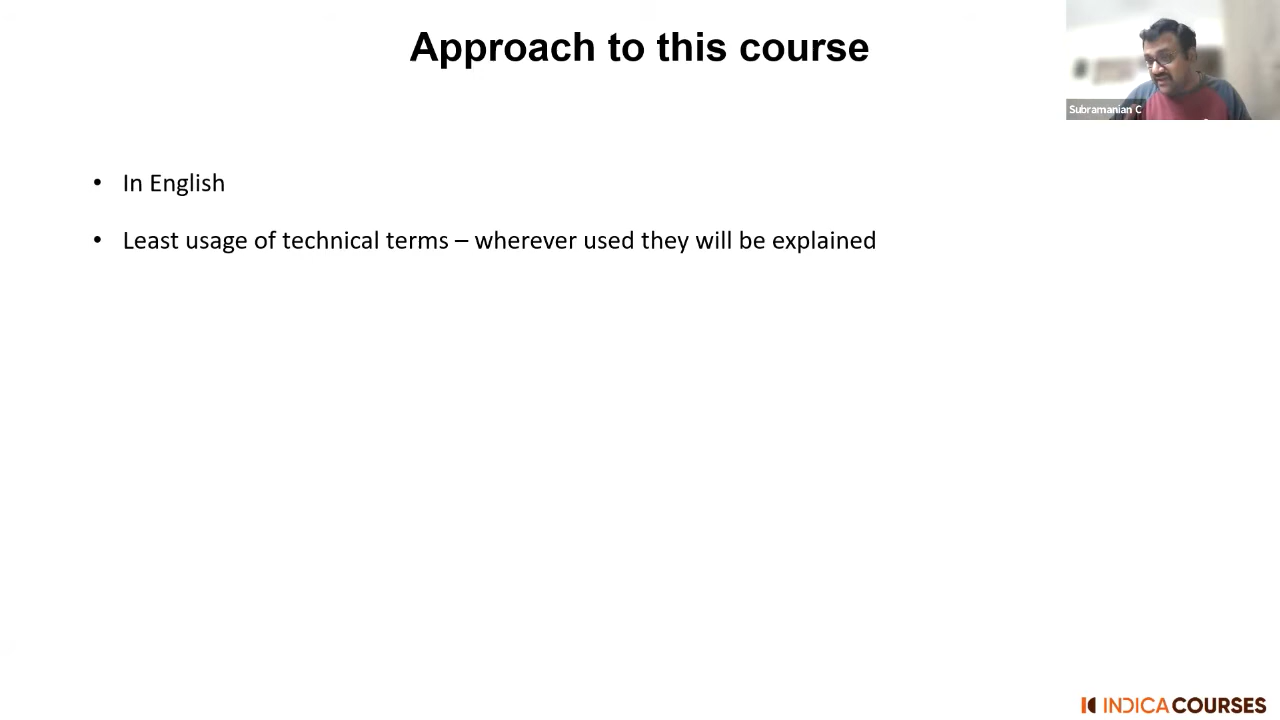 Approach to this course
Subramanian C
• In English
• Least usage of technical terms – wherever used they will be explained
INDICA COURSES